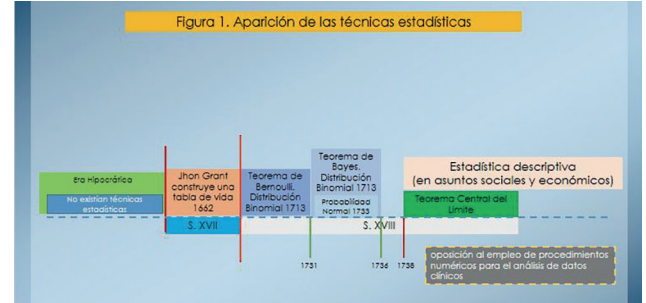 Figura 1. Aparición de las técnicas estadísticas
Era Hipocrática
No existían técnicas
estadísticas
Jhon Grant
construye una
tabla de vida
1662
Teorema de
Bernoulli.
Distribución
Binomial 1713
Teorema de
Bayes.
Distribución
Binomial 1713
Probabilidad
Normal 1733
Estadística descriptiva
(en asuntos sociales y económicos)
Teorema Central del
Limite
S. XVII
S. XVIII
1731
1736
1738
oposición al empleo de procedimientos
numéricos para el análisis de datos
clínicos